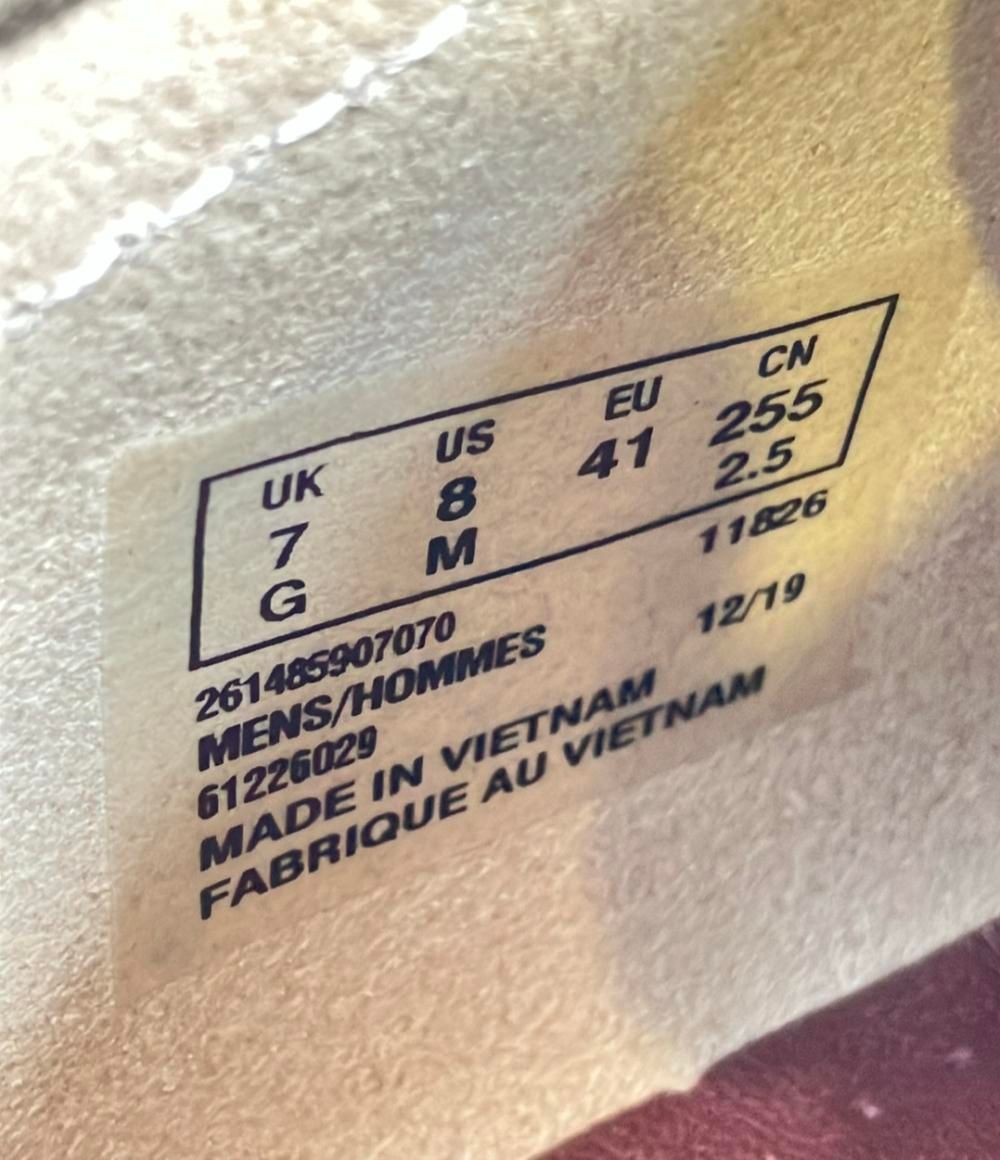 UK US EU CN
7 8 41 255
G M 2.5
261485907070 11826
MENS/HOMMES 12/19
61226029
MADE IN VIETNAM
FABRIQUE AU VIETNAM